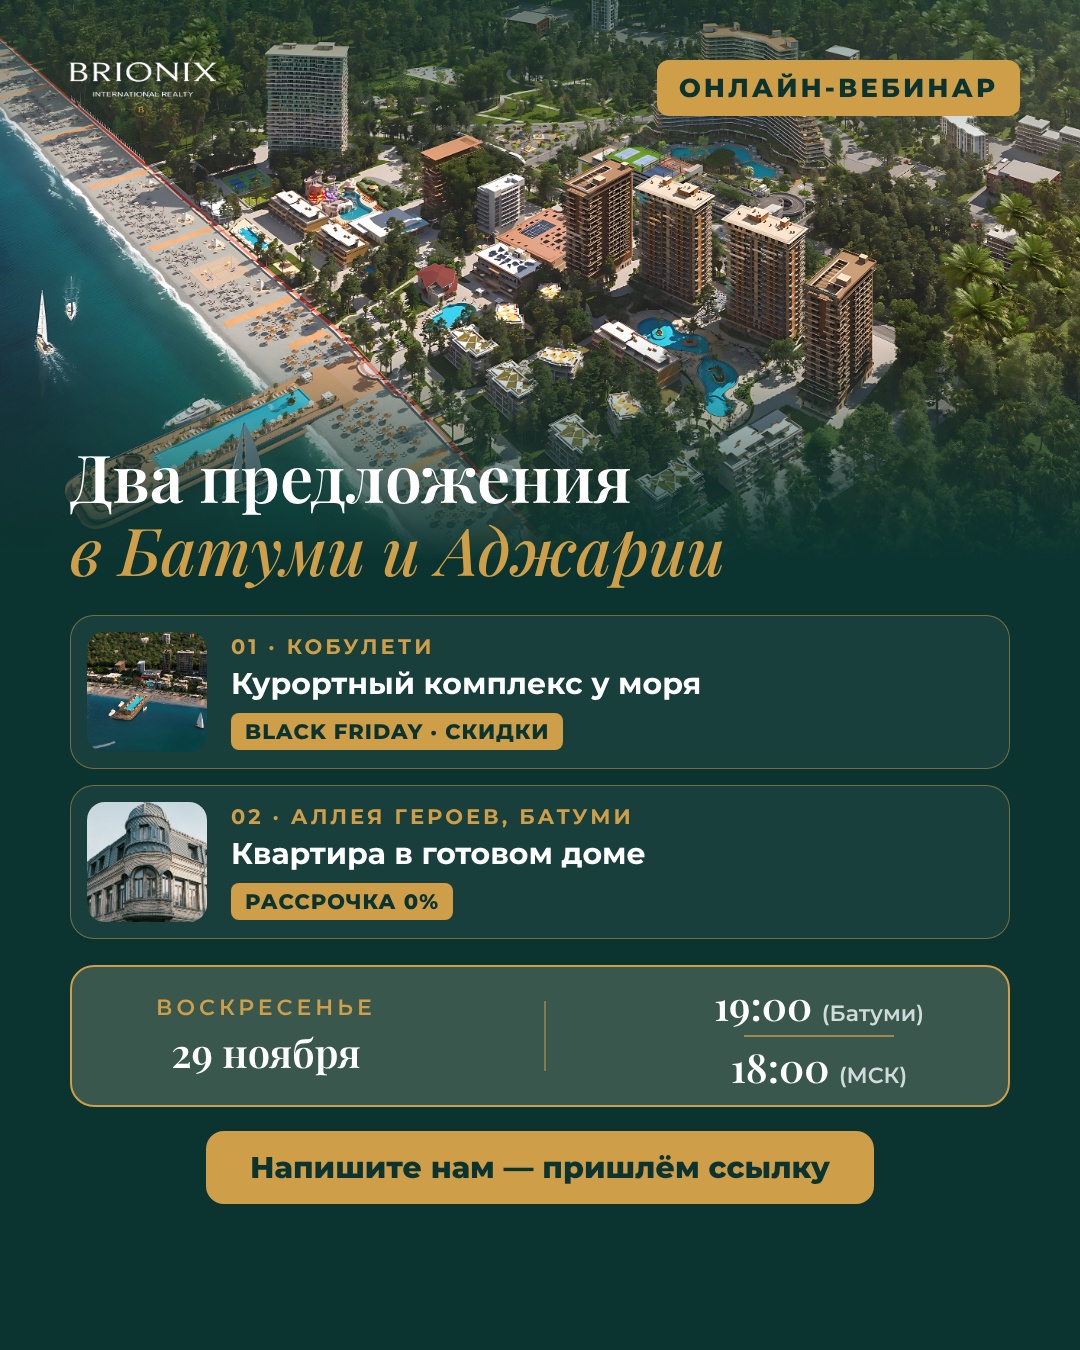 BRIONIX
INTERNATIONAL REALTY
ОНЛАЙН-ВЕБИНАР
Два предложения
в Батуми и Аджарии
01 · КОБУЛЕТИ
Курортный комплекс у моря
BLACK FRIDAY · СКИДКИ
02 · АЛЛЕЯ ГЕРОЕВ, БАТУМИ
Квартира в готовом доме
РАССРОЧКА 0%
ВОСКРЕСЕНЬЕ
29 ноября
19:00 (Батуми)
18:00 (МСК)
Напишите нам — пришлём ссылку